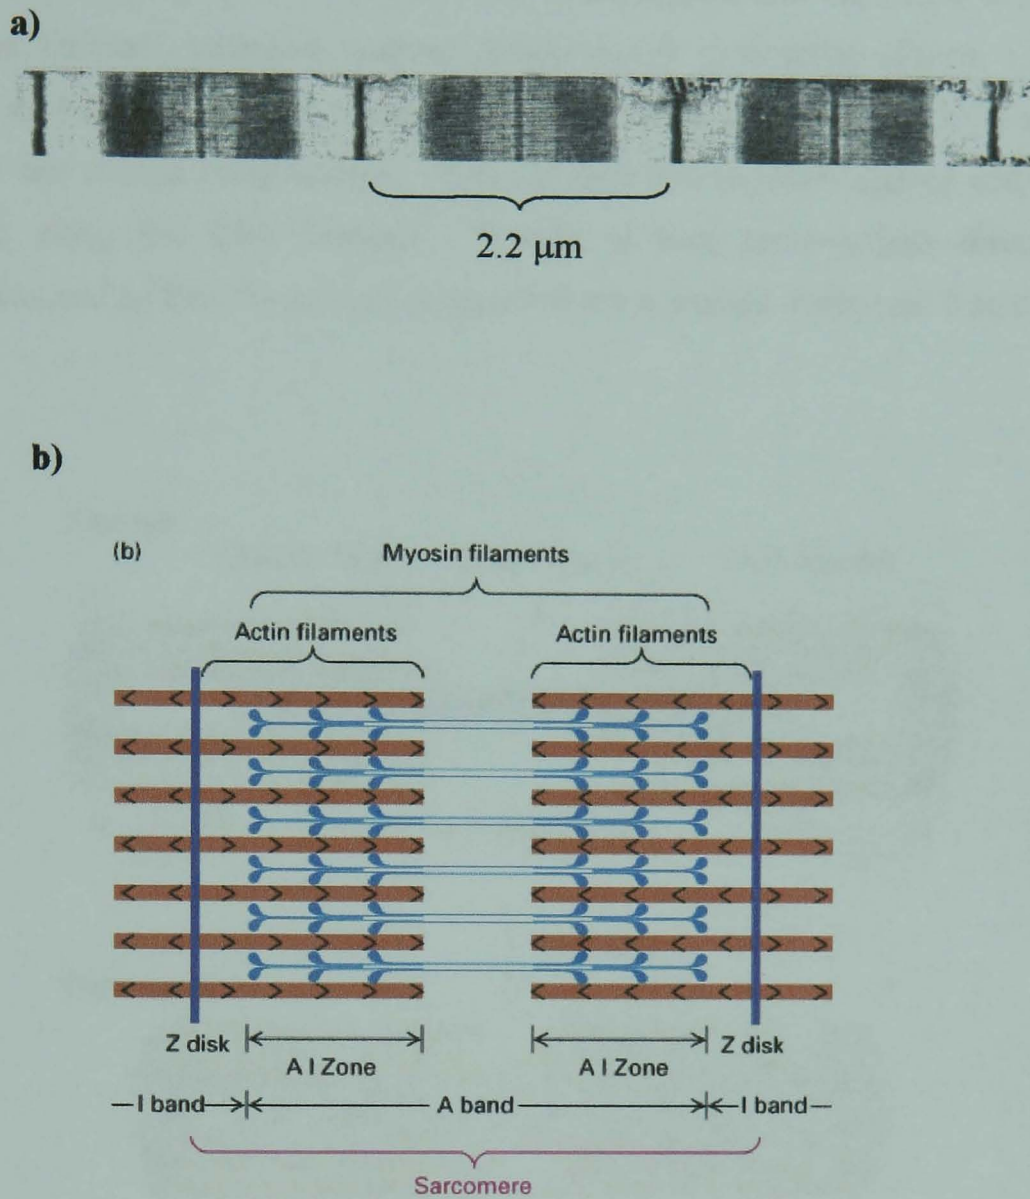 a)
2.2 μm
b)
(b)
Myosin filaments
Actin filaments Actin filaments
Z disk A I Zone A I Zone Z disk
I band A band I band
Sarcomere